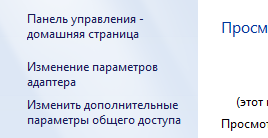 Панель управления -
домашняя страница
Просм
Изменение параметров
адаптера
(этот
Изменить дополнительные
параметры общего доступа
Просмот